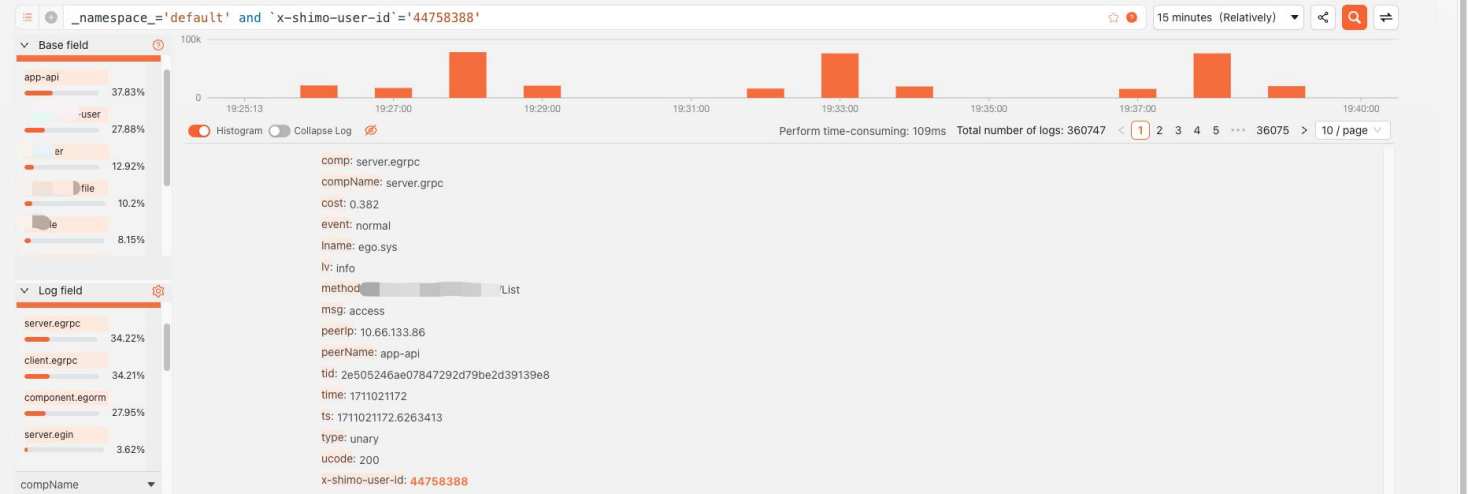 _namespace_='default' and `x-shimo-user-id`='44758388'
15 minutes (Relatively)
Base field
app-api
37.83%
-user
27.88%
er
12.92%
file
10.2%
le
8.15%
100k
0
19:25:13 19:27:00 19:29:00 19:31:00 19:33:00 19:35:00 19:37:00 19:40:00
Histogram Collapse Log
Perform time-consuming: 109ms Total number of logs: 360747 < 1 2 3 4 5 ••• 36075 > 10 / page
Log field
server.egrpc
34.22%
client.egrpc
34.21%
component.egorm
27.95%
server.egin
3.62%
compName
comp: server.egrpc
compName: server.grpc
cost: 0.382
event: normal
lname: ego.sys
lv: info
method /List
msg: access
peerIp: 10.66.133.86
peerName: app-api
tid: 2e505246ae07847292d79be2d39139e8
time: 1711021172
ts: 1711021172.6263413
type: unary
ucode: 200
x-shimo-user-id: 44758388